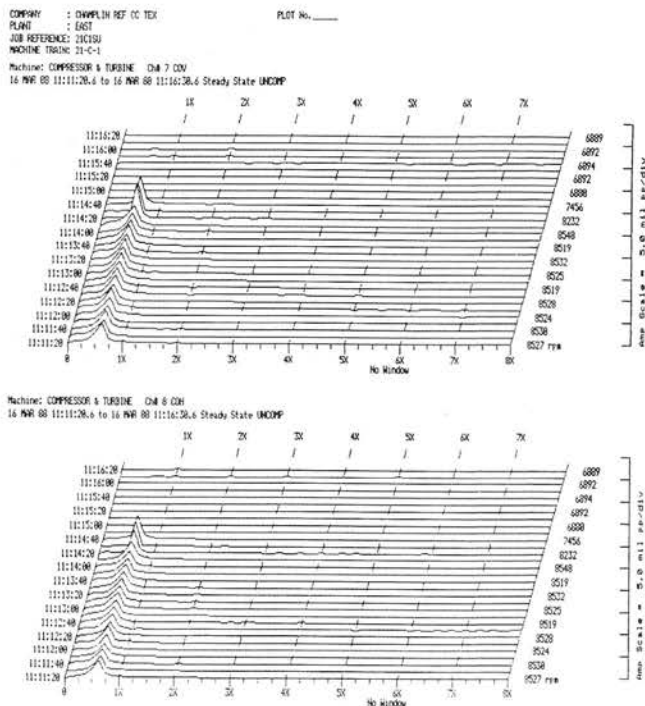 COMPANY : CHAMPLIN REF CC TEX PLOT No.____
PLANT : EAST
JOB REFERENCE: 21C1SU
MACHINE TRAIN: 21-C-1
Machine: COMPRESSOR & TURBINE Ch# 7 COV
16 MAR 88 11:11:20.6 to 16 MAR 88 11:16:30.6 Steady State UNCOMP
1X 2X 3X 4X 5X 6X 7X
11:16:20 6889
11:16:00 6892
11:15:40 6894
11:15:20 6892
11:15:00 6880
11:14:40 7456
11:14:20 8232
11:14:00 8548
11:13:40 8519
11:13:20 8532
11:13:00 8525
11:12:40 8519
11:12:20 8528
11:12:00 8524
11:11:40 8530
11:11:20 8527 rpm
0 1X 2X 3X 4X 5X 6X 7X 8X
No Window
Amp Scale = 5.0 mil pp/div
Machine: COMPRESSOR & TURBINE Ch# 8 COH
16 MAR 88 11:11:20.6 to 16 MAR 88 11:16:30.6 Steady State UNCOMP
1X 2X 3X 4X 5X 6X 7X
11:16:20 6889
11:16:00 6892
11:15:40 6894
11:15:20 6892
11:15:00 6880
11:14:40 7456
11:14:20 8232
11:14:00 8548
11:13:40 8519
11:13:20 8532
11:13:00 8525
11:12:40 8519
11:12:20 8528
11:12:00 8524
11:11:40 8530
11:11:20 8527 rpm
0 1X 2X 3X 4X 5X 6X 7X 8X
No Window
Amp Scale = 5.0 mil pp/div